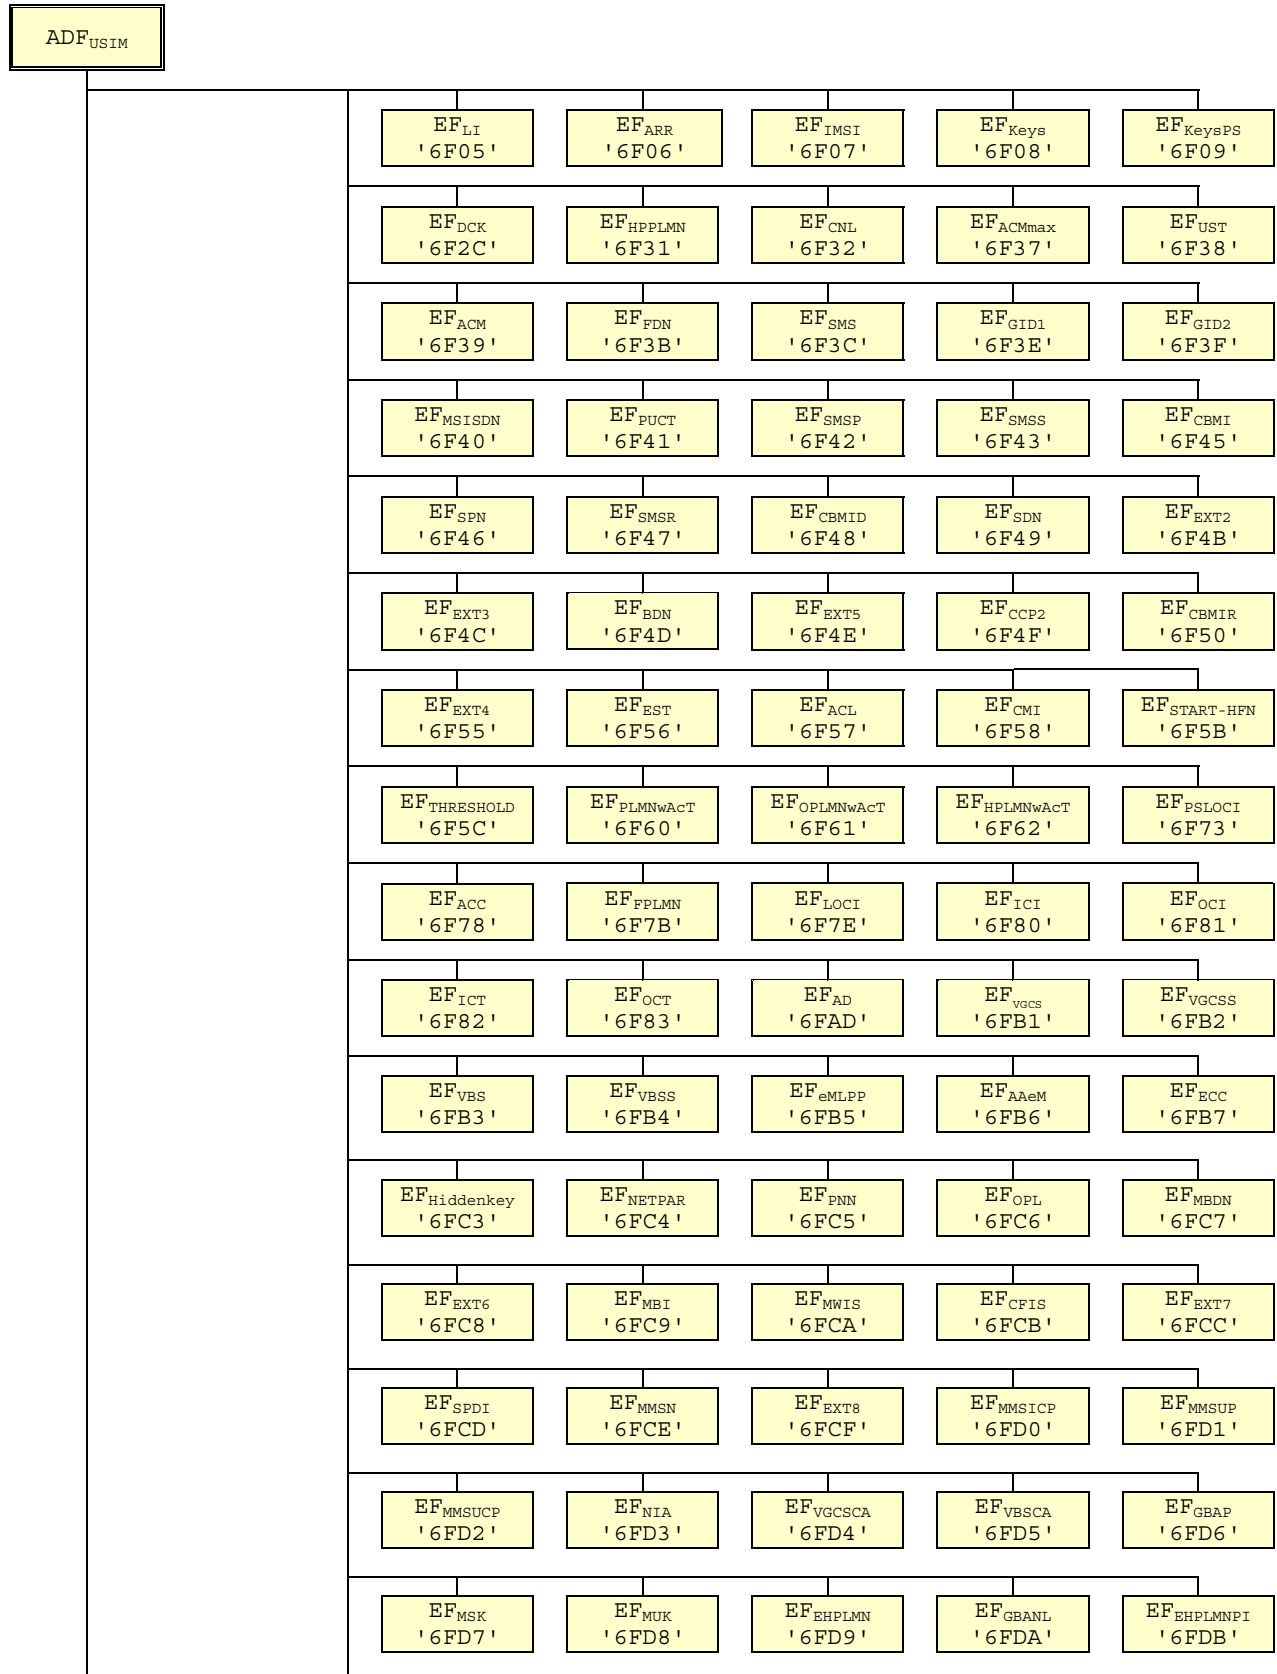 ADFUSIM
EFLI EFARR EFIMSI EFKeys EFKeysPS
'6F05' '6F06' '6F07' '6F08' '6F09'
EFDCK EFHPPLMN EFCNL EFACMmax EFUST
'6F2C' '6F31' '6F32' '6F37' '6F38'
EFACM EFFDN EFSMS EFGID1 EFGID2
'6F39' '6F3B' '6F3C' '6F3E' '6F3F'
EFMSISDN EFPUCT EFSMSP EFSMSS EFCBMI
'6F40' '6F41' '6F42' '6F43' '6F45'
EFSPN EFSMSR EFCBMID EFSDN EFEXT2
'6F46' '6F47' '6F48' '6F49' '6F4B'
EFEXT3 EFBDN EFEXT5 EFCCP2 EFCBMIR
'6F4C' '6F4D' '6F4E' '6F4F' '6F50'
EFEXT4 EFEST EFACL EFCMI EFSTART-HFN
'6F55' '6F56' '6F57' '6F58' '6F5B'
EFTHRESHOLD EFPLMNwAcT EFOPLMNwAcT EFHPLMNwAcT EFPSLOCI
'6F5C' '6F60' '6F61' '6F62' '6F73'
EFACC EFFPLMN EFLOCI EFICI EFOCI
'6F78' '6F7B' '6F7E' '6F80' '6F81'
EFICT EFOCT EFAD EFVGCS EFVGCSS
'6F82' '6F83' '6FAD' '6FB1' '6FB2'
EFVBS EFVBSS EFeMLPP EFAAeM EFECC
'6FB3' '6FB4' '6FB5' '6FB6' '6FB7'
EFHiddenkey EFNETPAR EFPNN EFOPL EFMBDN
'6FC3' '6FC4' '6FC5' '6FC6' '6FC7'
EFEXT6 EFMBI EFMWIS EFCFIS EFEXT7
'6FC8' '6FC9' '6FCA' '6FCB' '6FCC'
EFSPDI EFMMSN EFEXT8 EFMMSICP EFMMSUP
'6FCD' '6FCE' '6FCF' '6FD0' '6FD1'
EFMMSUCP EFNIA EFVGCSCA EFVBSCA EFGBAP
'6FD2' '6FD3' '6FD4' '6FD5' '6FD6'
EFMSK EFMUK EFEHPLMN EFGBANL EFEHPLMNPI
'6FD7' '6FD8' '6FD9' '6FDA' '6FDB'